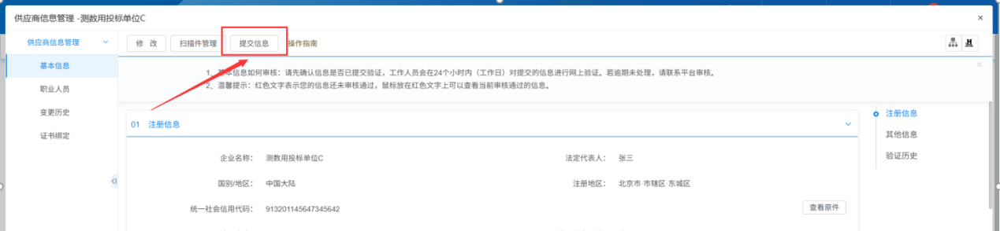 供应商信息管理 -测数用投标单位C
供应商信息管理
修 改 扫描件管理 提交信息 操作指南
基本信息
职业人员
变更历史
证书绑定
1、基本信息如何审核：请先确认信息是否已提交验证，工作人员会在24个小时内（工作日）对提交的信息进行网上验证。若逾期未处理，请联系平台审核。
2、温馨提示：红色文字表示您的信息还未审核通过，鼠标放在红色文字上可以查看当前审核通过的信息。
01 注册信息
企业名称： 测数用投标单位C 法定代表人： 张三
国别/地区： 中国大陆 注册地区： 北京市·市辖区·东城区
统一社会信用代码： 913201145647345642 查看原件
注册信息
其他信息
验证历史